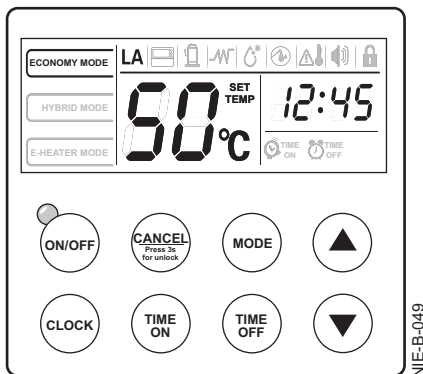 ECONOMY MODE
LA
HYBRID MODE
E-HEATER MODE
50°C
SET
TEMP
12:45
TIME
ON
TIME
OFF
ON/OFF
CANCEL
Press 3s
for unlock
MODE
CLOCK
TIME
ON
TIME
OFF
NIE-B-049